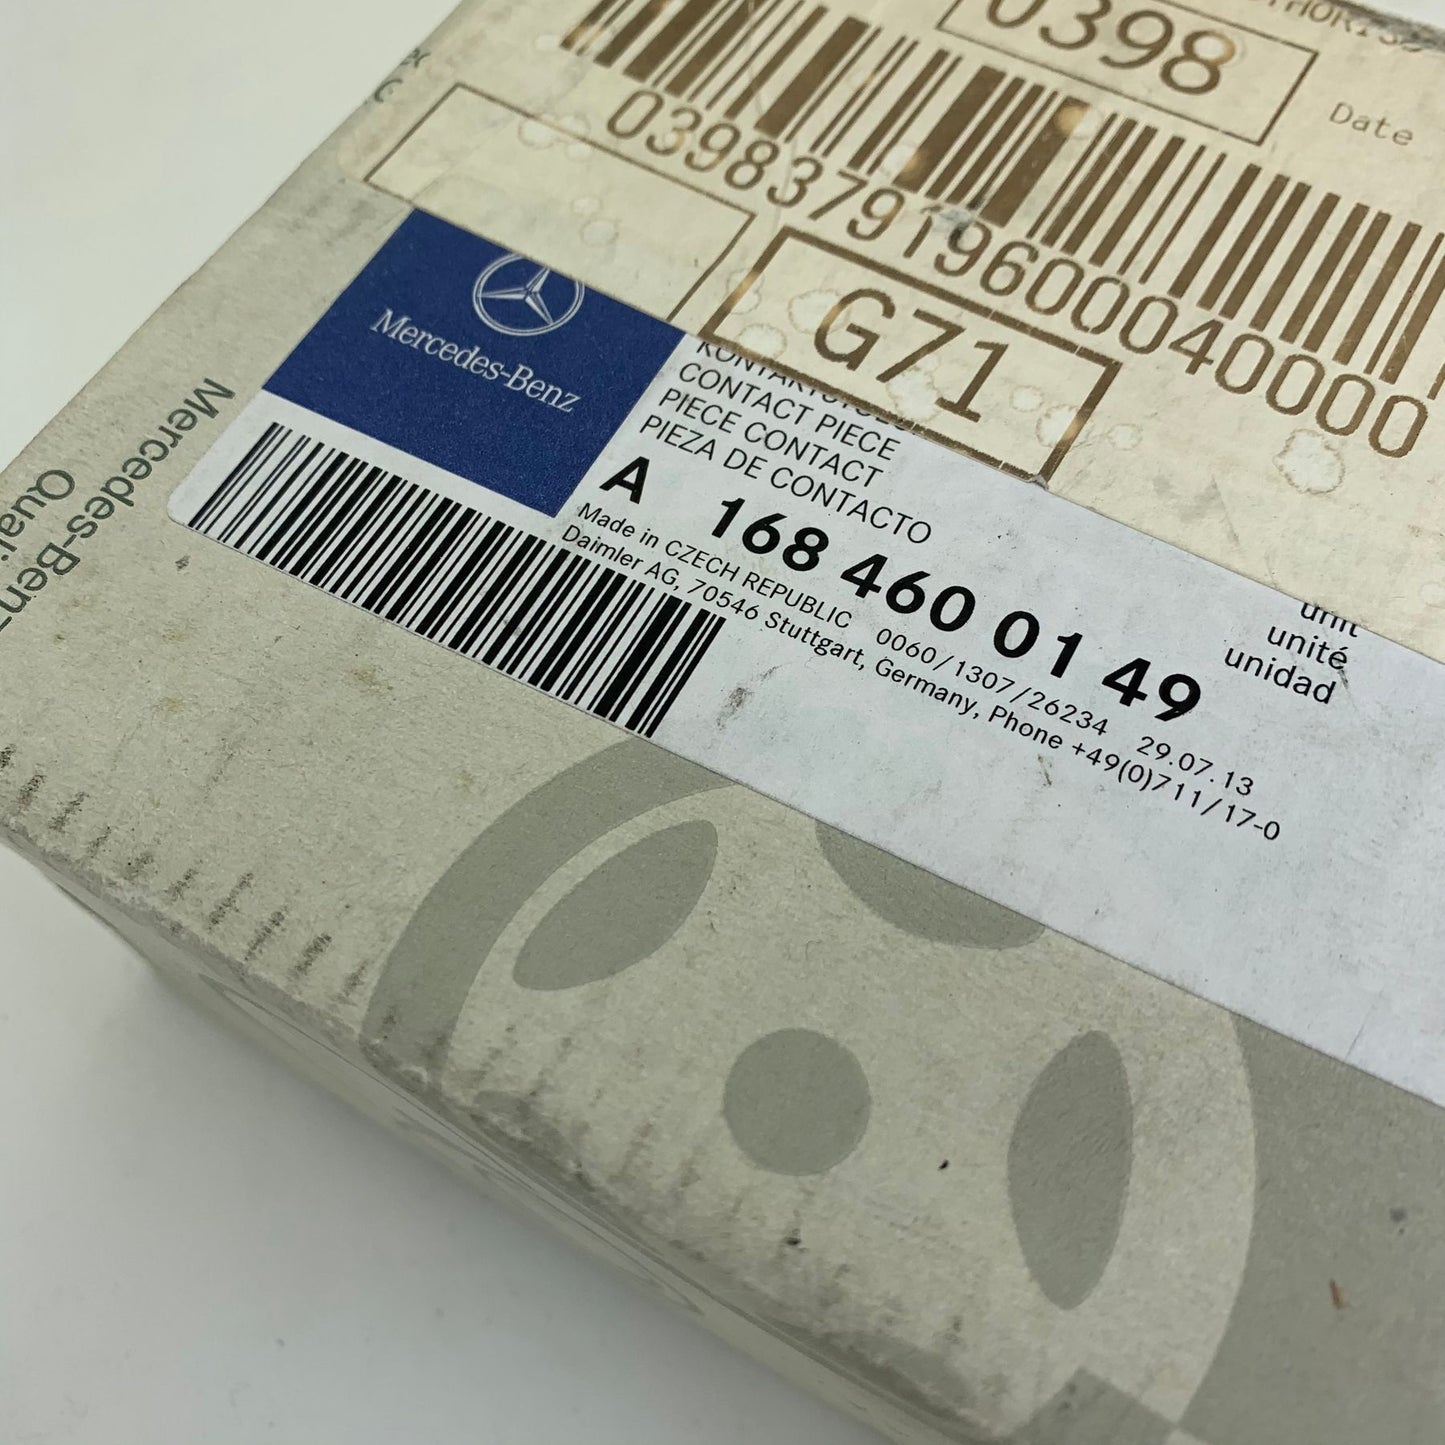 0398
Date
0398379196000040000
G71
Mercedes-Benz
CONTACT PIECE
PIECE CONTACT
PIEZA DE CONTACTO
A 168 460 01 49
unit
unité
unidad
Made in CZECH REPUBLIC 0060/1307/26234 29.07.13
Daimler AG, 70546 Stuttgart, Germany, Phone +49(0)711/17-0
Mercedes-Benz